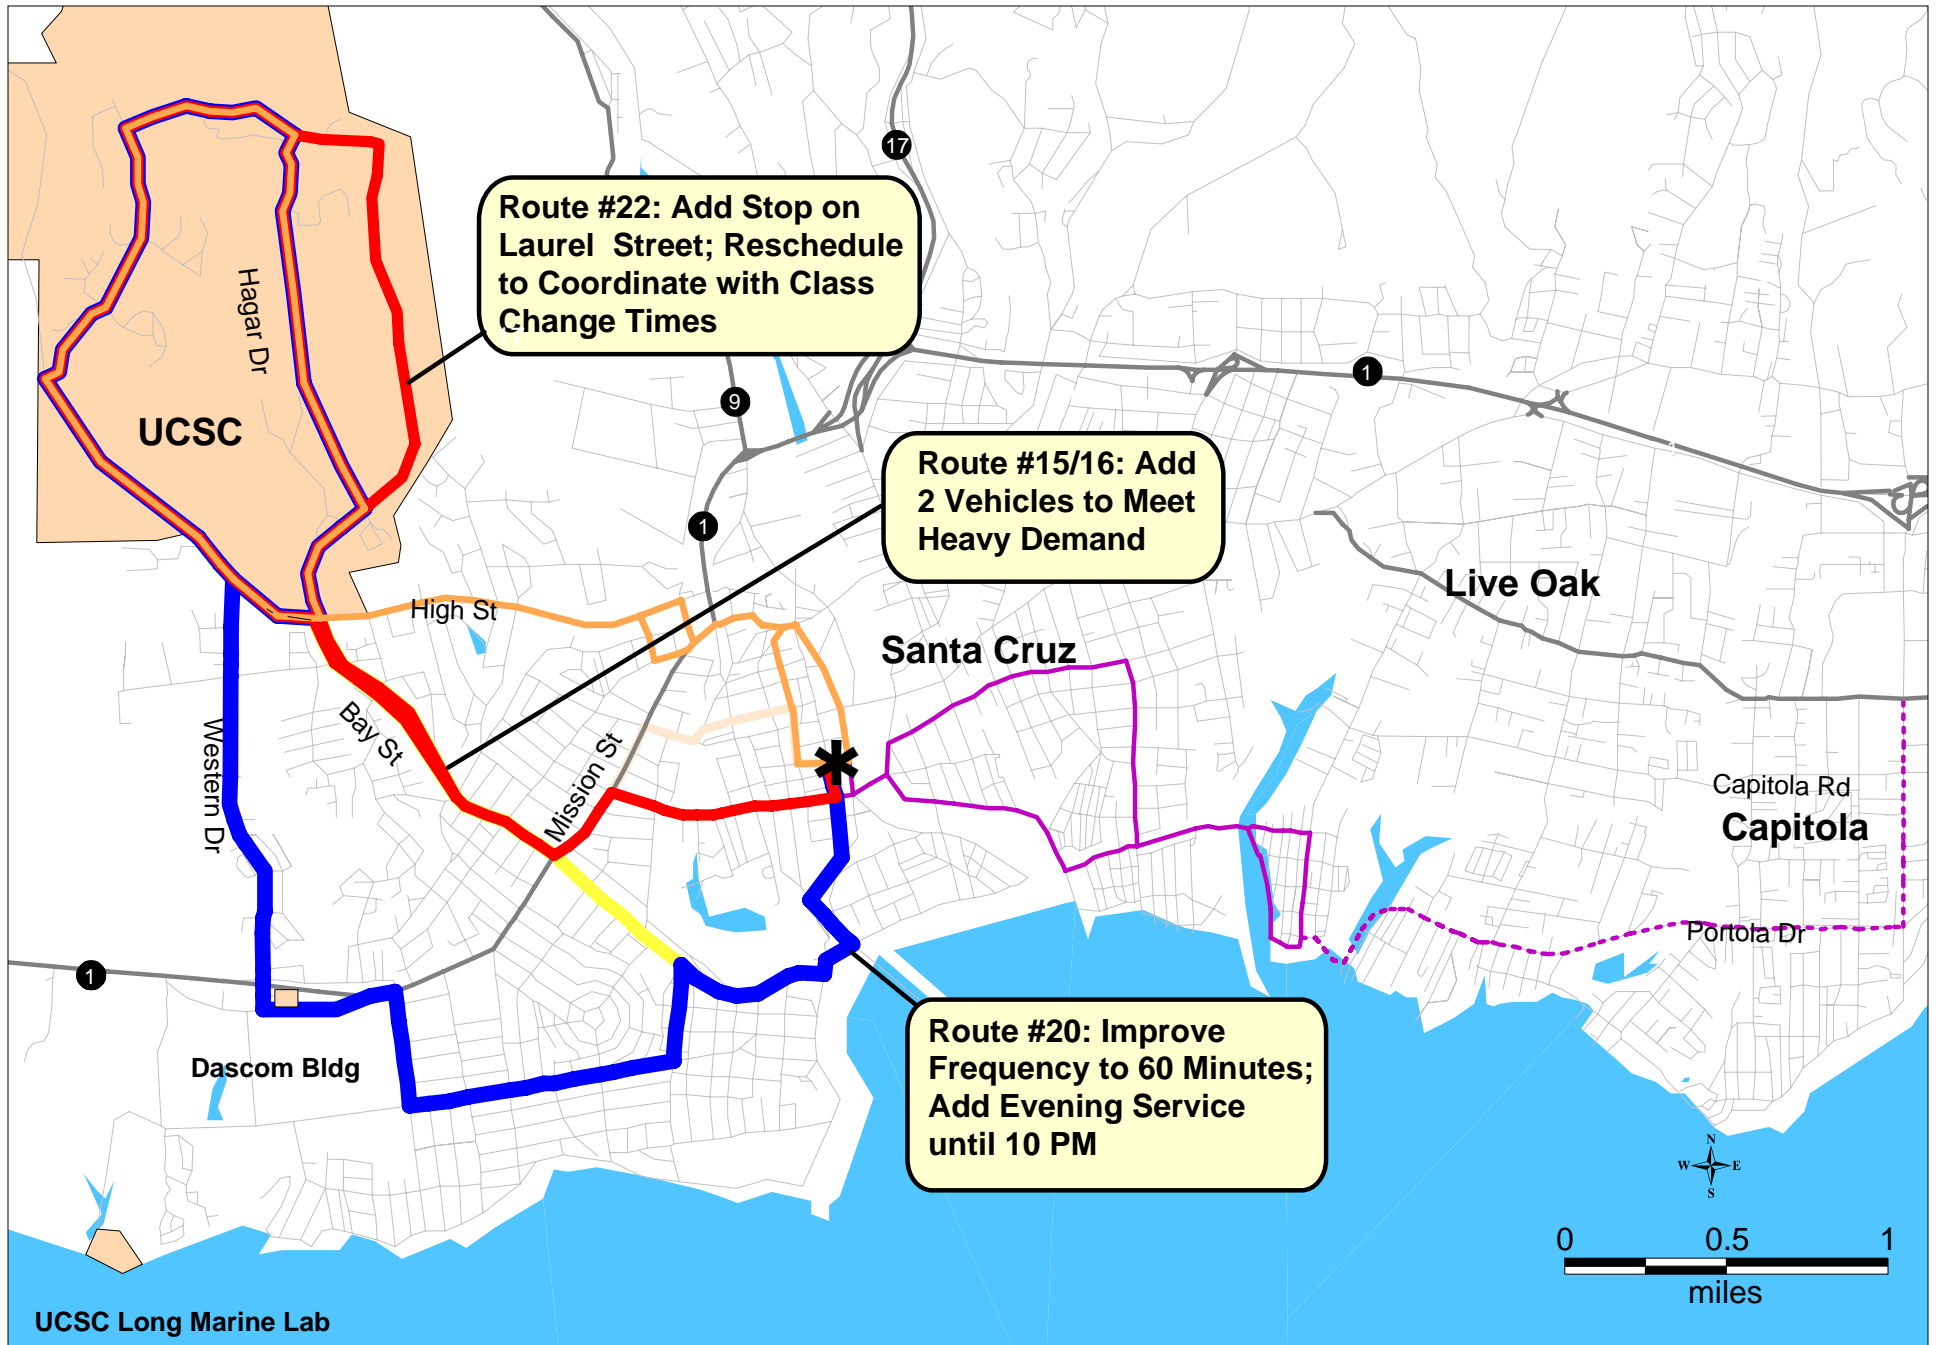 17
Route #22: Add Stop on
Laurel Street; Reschedule
to Coordinate with Class
Change Times
Hagar Dr
1
9
UCSC
Route #15/16: Add
2 Vehicles to Meet
Heavy Demand
1
Live Oak
High St
Santa Cruz
Bay St
Western Dr
Mission St
Capitola Rd
Capitola
Portola Dr
1
Route #20: Improve
Frequency to 60 Minutes;
Add Evening Service
until 10 PM
Dascom Bldg
N
W E
S
0 0.5 1
miles
UCSC Long Marine Lab